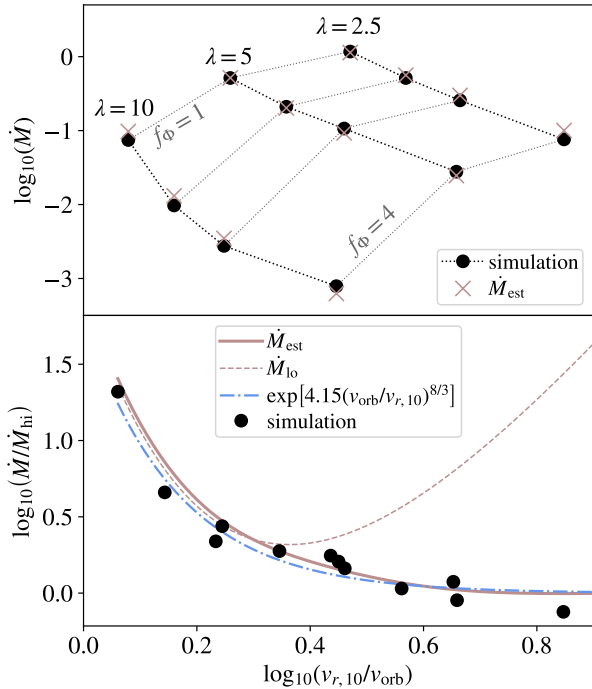 λ = 2.5
λ = 5
λ = 10
f_Φ = 1
f_Φ = 4
0
−1
−2
−3
log₁₀(Ṁ)
simulation
Ṁ_est
Ṁ_est
Ṁ_lo
exp[4.15(v_orb/v_{r,10})^{8/3}]
simulation
1.5
1.0
0.5
0.0
log₁₀(Ṁ/Ṁ_hi)
0.0 0.2 0.4 0.6 0.8
log₁₀(v_{r,10}/v_orb)